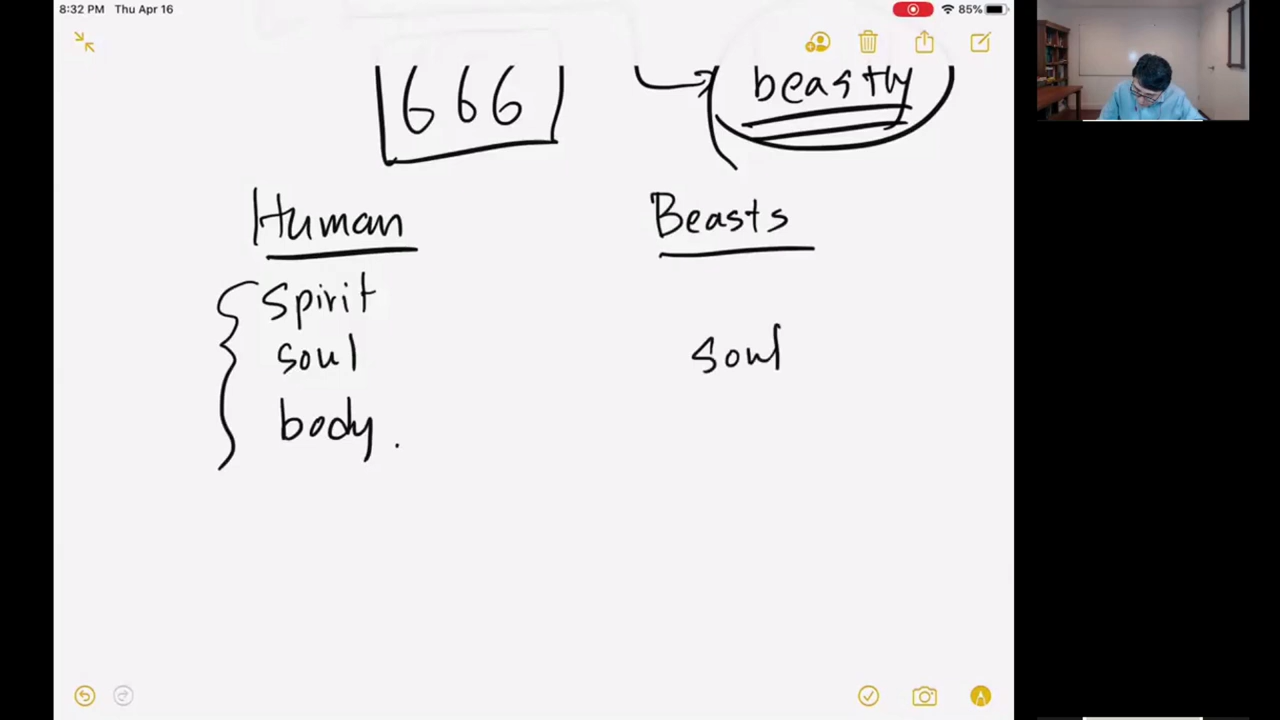 8:32 PM Thu Apr 16 85%
666 beastly
Human Beasts
spirit
soul soul
body.